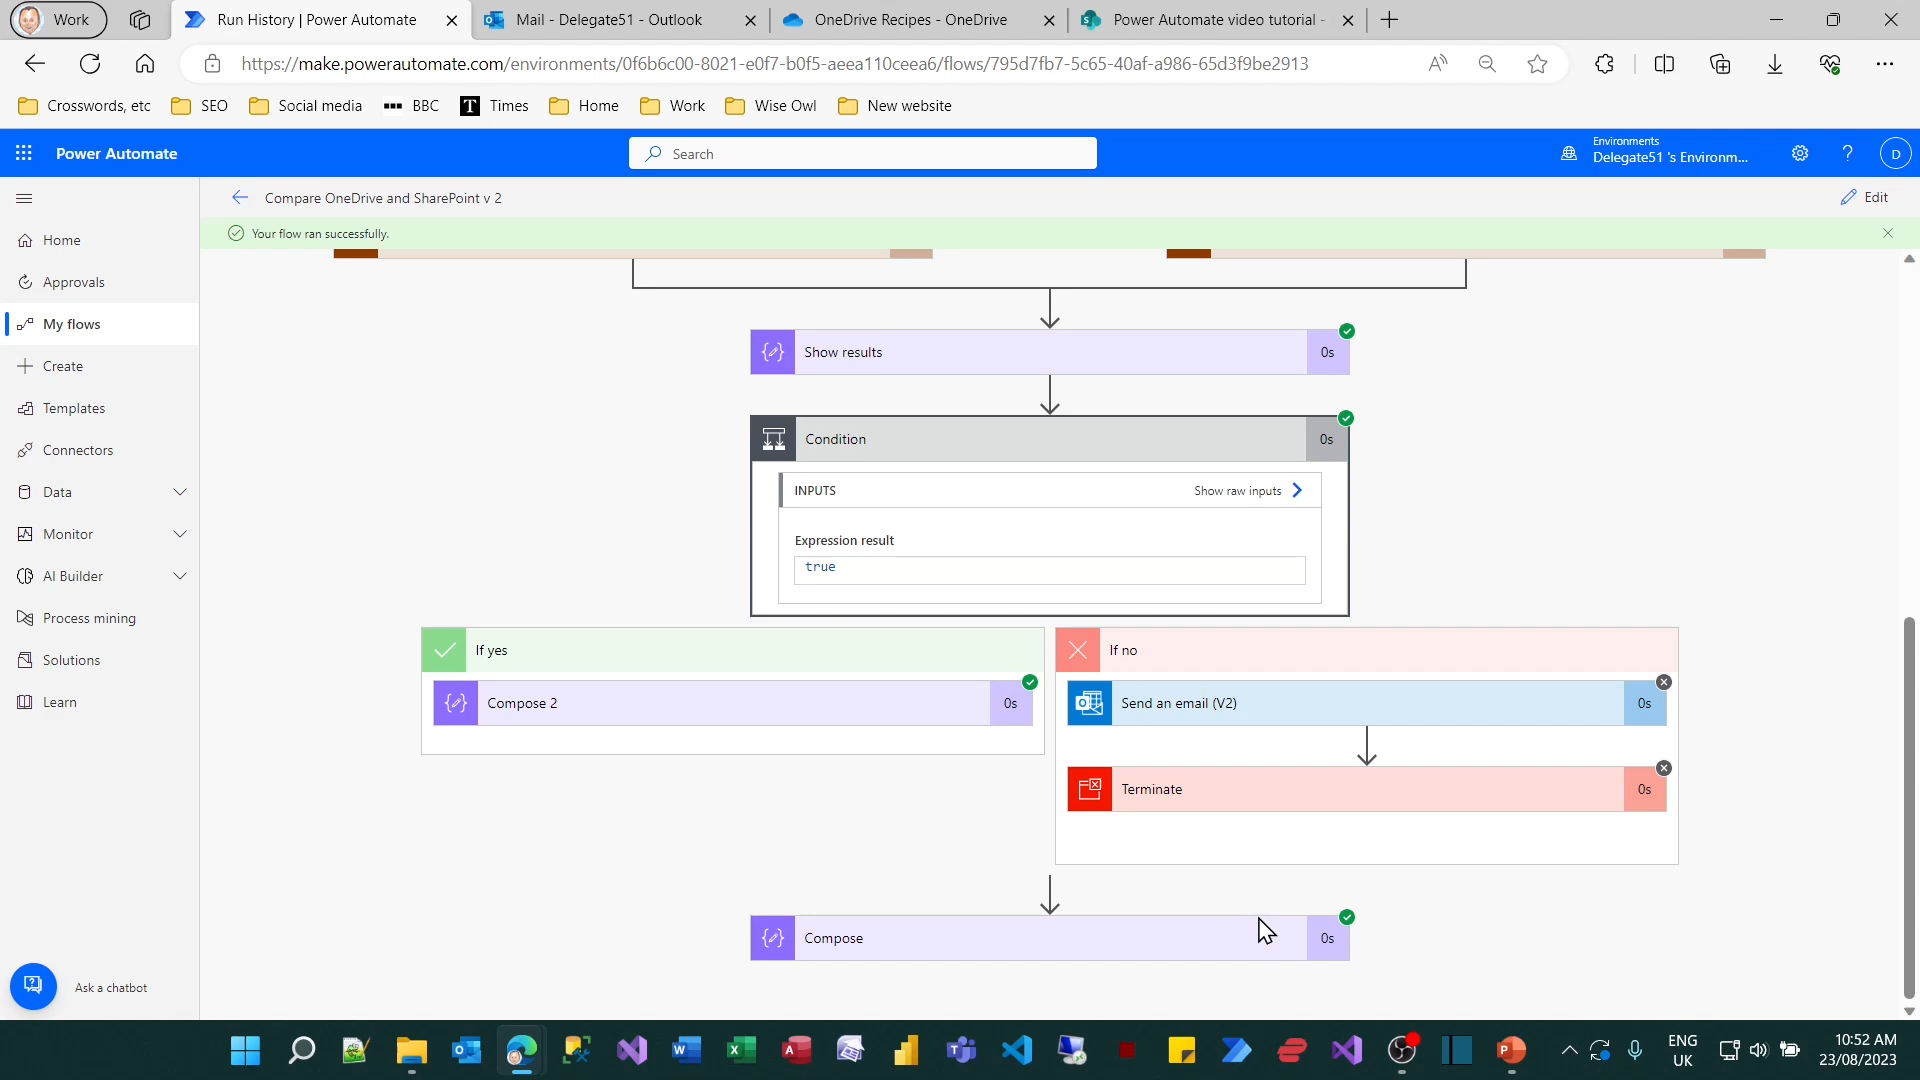 Work
Run History | Power Automate
Mail - Delegate51 - Outlook
OneDrive Recipes - OneDrive
Power Automate video tutorial -
https://make.powerautomate.com/environments/0f6b6c00-8021-e0f7-b0f5-aeea110ceea6/flows/795d7fb7-5c65-40af-a986-65d3f9be2913
Crosswords, etc
SEO
Social media
BBC
T Times
Home
Work
Wise Owl
New website
Power Automate
Search
Environments
Delegate51 's Environm...
?
D
Compare OneDrive and SharePoint v 2
Edit
Your flow ran successfully.
Home
Approvals
My flows
Create
Templates
Connectors
Data
Monitor
AI Builder
Process mining
Solutions
Learn
Ask a chatbot
Show results
0s
Condition
0s
INPUTS
Show raw inputs
Expression result
true
If yes
Compose 2
0s
If no
Send an email (V2)
0s
Terminate
0s
Compose
0s
ENG
UK
10:52 AM
23/08/2023